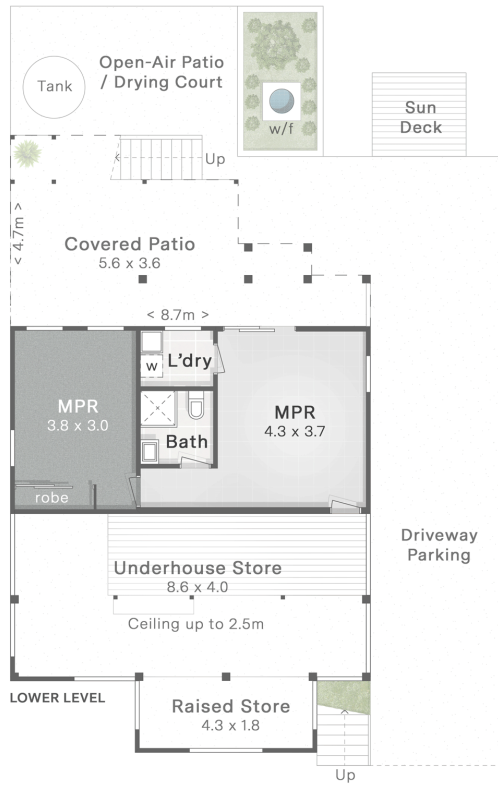 Open-Air Patio
/ Drying Court
Tank
w/f
Sun
Deck
Up
< 4.7m >
Covered Patio
5.6 x 3.6
< 8.7m >
W
L'dry
MPR
3.8 x 3.0
MPR
4.3 x 3.7
Bath
robe
Driveway
Parking
Underhouse Store
8.6 x 4.0
Ceiling up to 2.5m
LOWER LEVEL
Raised Store
4.3 x 1.8
Up